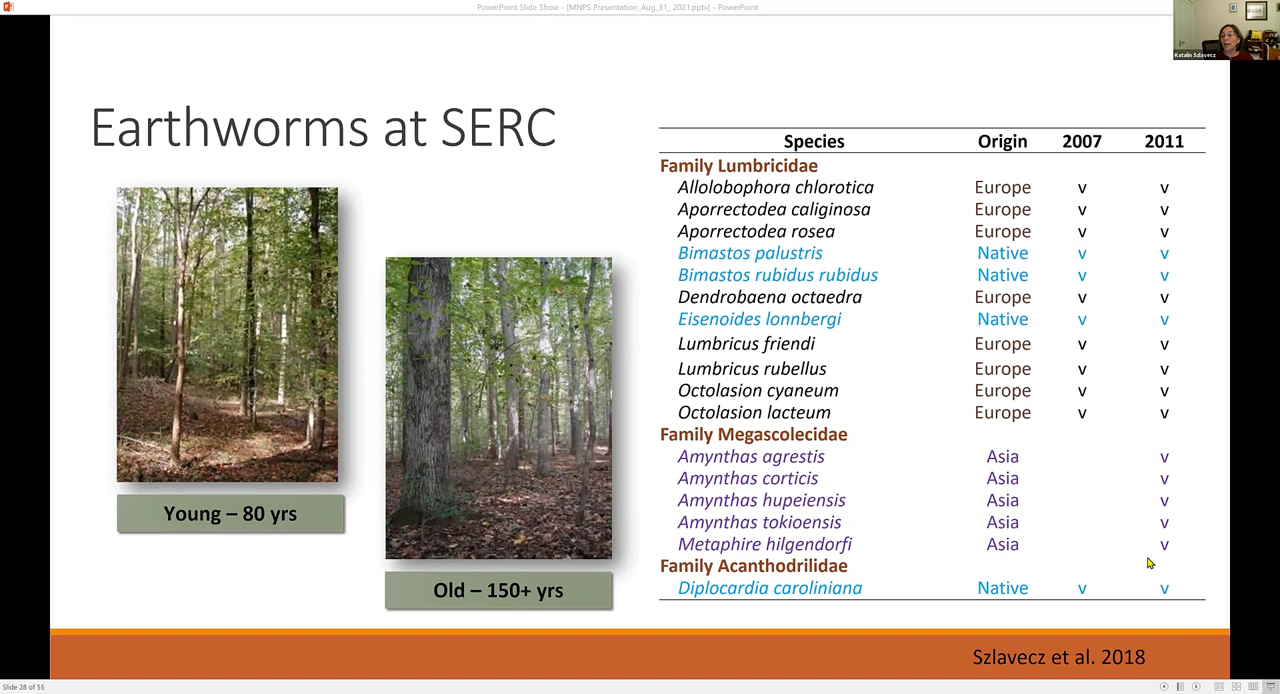 PowerPoint Slide Show - [MNPS Presentation_Aug_31, 2021.pptx] - PowerPoint
Katalin Szlavecz
Earthworms at SERC
Young – 80 yrs
Old – 150+ yrs
Species Origin 2007 2011
Family Lumbricidae
Allolobophora chlorotica Europe v v
Aporrectodea caliginosa Europe v v
Aporrectodea rosea Europe v v
Bimastos palustris Native v v
Bimastos rubidus rubidus Native v v
Dendrobaena octaedra Europe v v
Eisenoides lonnbergi Native v v
Lumbricus friendi Europe v v
Lumbricus rubellus Europe v v
Octolasion cyaneum Europe v v
Octolasion lacteum Europe v v
Family Megascolecidae
Amynthas agrestis Asia v
Amynthas corticis Asia v
Amynthas hupeiensis Asia v
Amynthas tokioensis Asia v
Metaphire hilgendorfi Asia v
Family Acanthodrilidae
Diplocardia caroliniana Native v v
Szlavecz et al. 2018
Slide 28 of 55